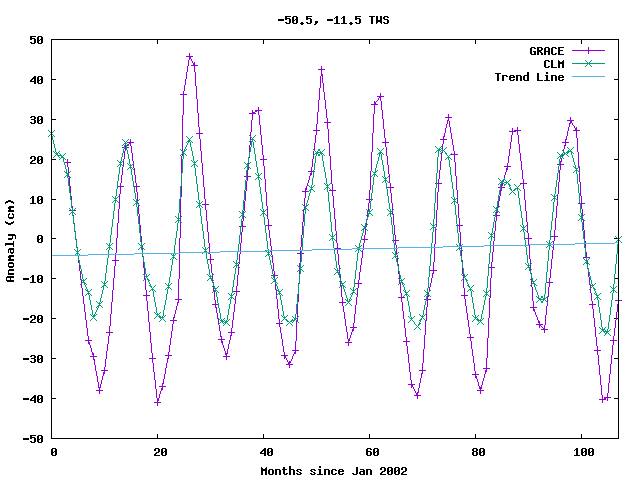 -50.5, -11.5 TWS
GRACE
CLM
Trend Line
50
40
30
20
10
0
-10
-20
-30
-40
-50
Anomaly (cm)
0 20 40 60 80 100
Months since Jan 2002